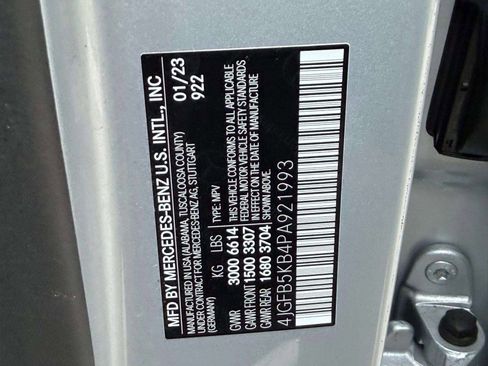 MFD BY MERCEDES-BENZ U.S. INTL., INC
IN USA (ALABAMA, TUSCALOOSA COUNTY)
UNDER CONTRACT FOR MERCEDES-BENZ AG, STUTTGART
(GERMANY)
01/23
922
TYPE: MPV
KG LBS
GVWR 3000 6614
GAWR FRONT 1500 3307
GAWR REAR 1680 3704
THIS VEHICLE CONFORMS TO ALL APPLICABLE
FEDERAL MOTOR VEHICLE SAFETY STANDARDS
IN EFFECT ON THE DATE OF MANUFACTURE
SHOWN ABOVE.
4JGFB5KB4PA921993